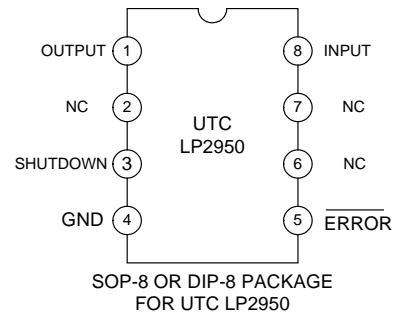 OUTPUT 1 8 INPUT
NC 2 7 NC
UTC
LP2950
SHUTDOWN 3 6 NC
GND 4 5 ERROR
SOP-8 OR DIP-8 PACKAGE
FOR UTC LP2950